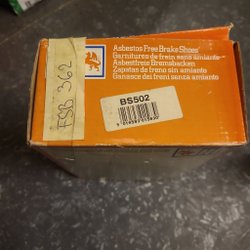 Asbestos Free Brake Shoes
Garnitures de frein sans amiante
Asbestfreie Bremsbacken
Zapatas de freno sin amianto
Ganasce dei freni senza amianto
BS502
FSB 362